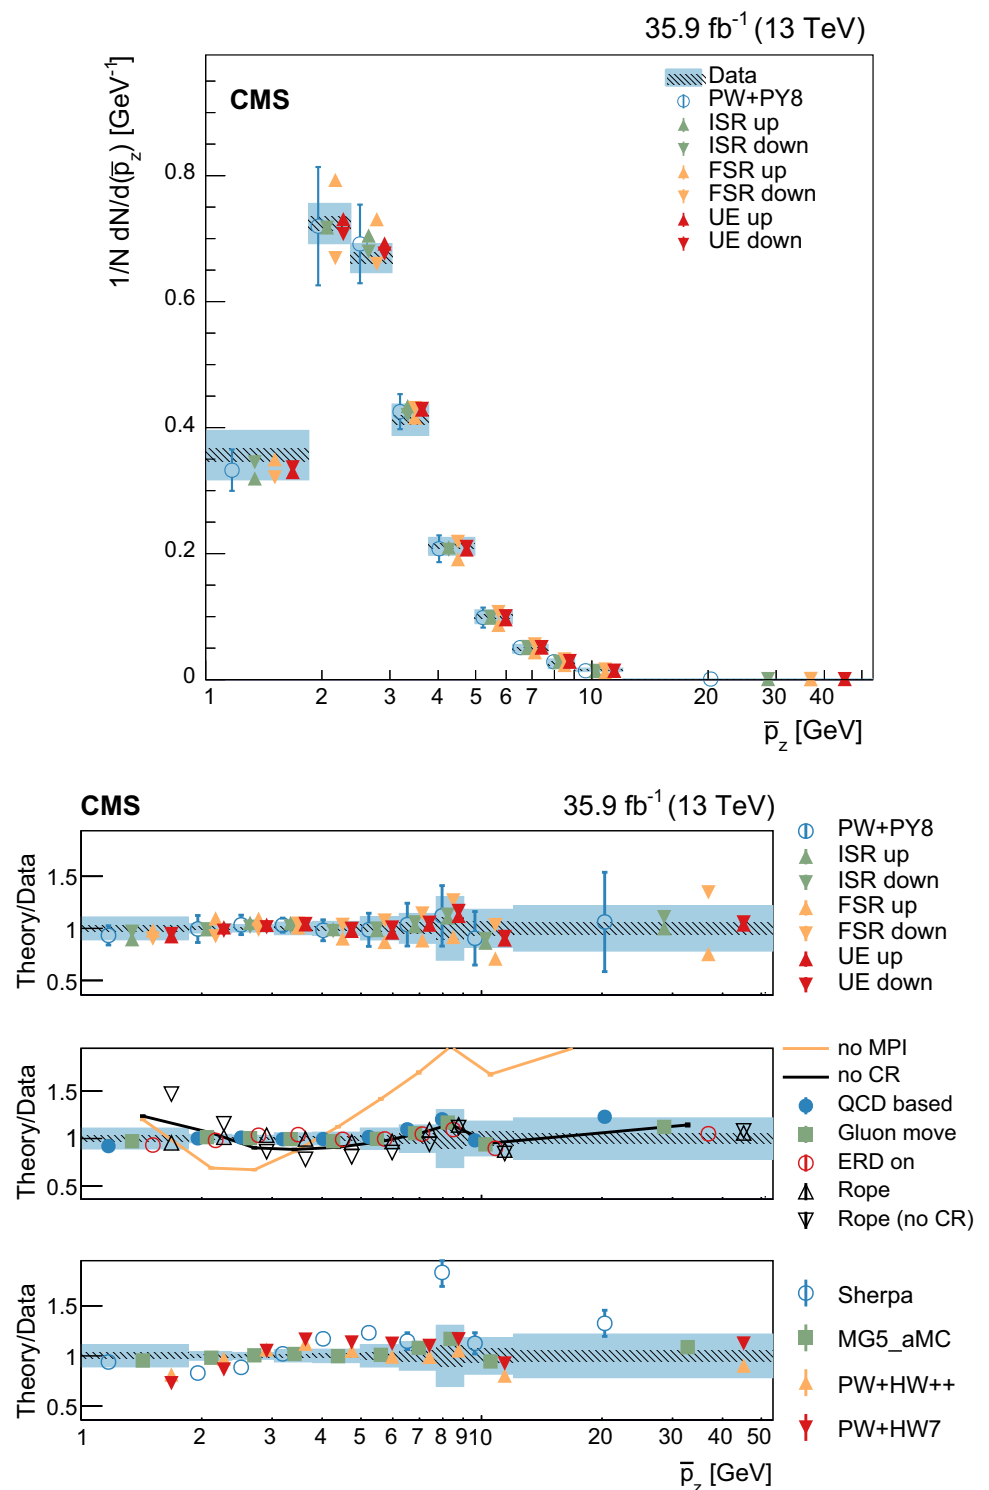 35.9 fb⁻¹ (13 TeV)
CMS
1/N dN/d(p̅_z) [GeV⁻¹]
Data
PW+PY8
ISR up
ISR down
FSR up
FSR down
UE up
UE down
0.8
0.6
0.4
0.2
0
1 2 3 4 5 6 7 10 20 30 40
p̅_z [GeV]
CMS 35.9 fb⁻¹ (13 TeV)
Theory/Data
1.5
1
0.5
PW+PY8
ISR up
ISR down
FSR up
FSR down
UE up
UE down
Theory/Data
1.5
1
0.5
no MPI
no CR
QCD based
Gluon move
ERD on
Rope
Rope (no CR)
Theory/Data
1.5
1
0.5
Sherpa
MG5_aMC
PW+HW++
PW+HW7
1 2 3 4 5 6 7 8 910 20 30 40 50
p̅_z [GeV]